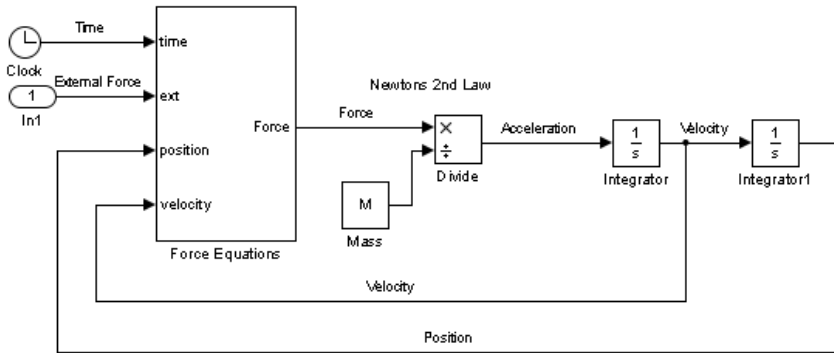 Time
time
Clock
External Force
1
ext
In1
Newtons 2nd Law
Force
Force
Acceleration
Velocity
×
÷
Divide
1
s
Integrator
1
s
Integrator1
position
velocity
M
Mass
Force Equations
Velocity
Position